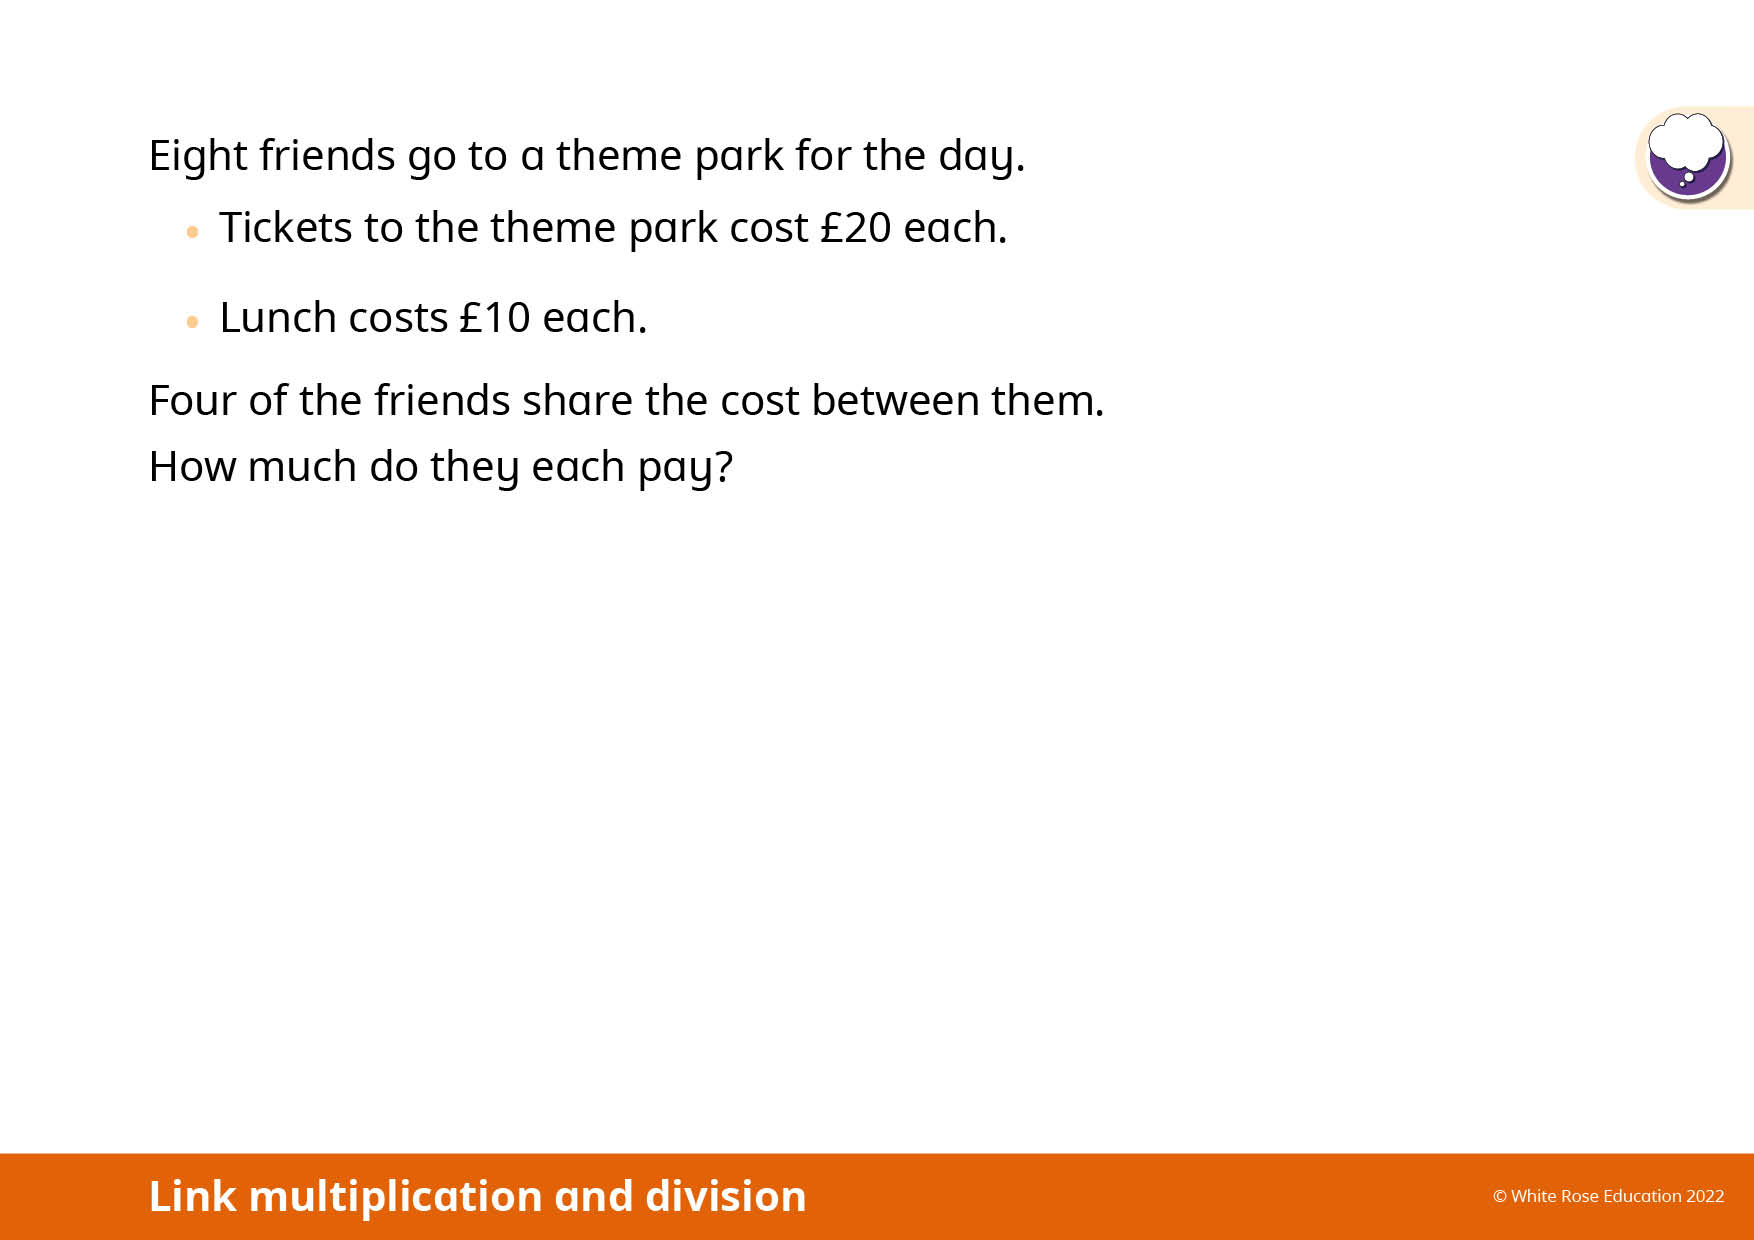 Eight friends go to a theme park for the day.
• Tickets to the theme park cost £20 each.
• Lunch costs £10 each.
Four of the friends share the cost between them.
How much do they each pay?
Link multiplication and division
© White Rose Education 2022